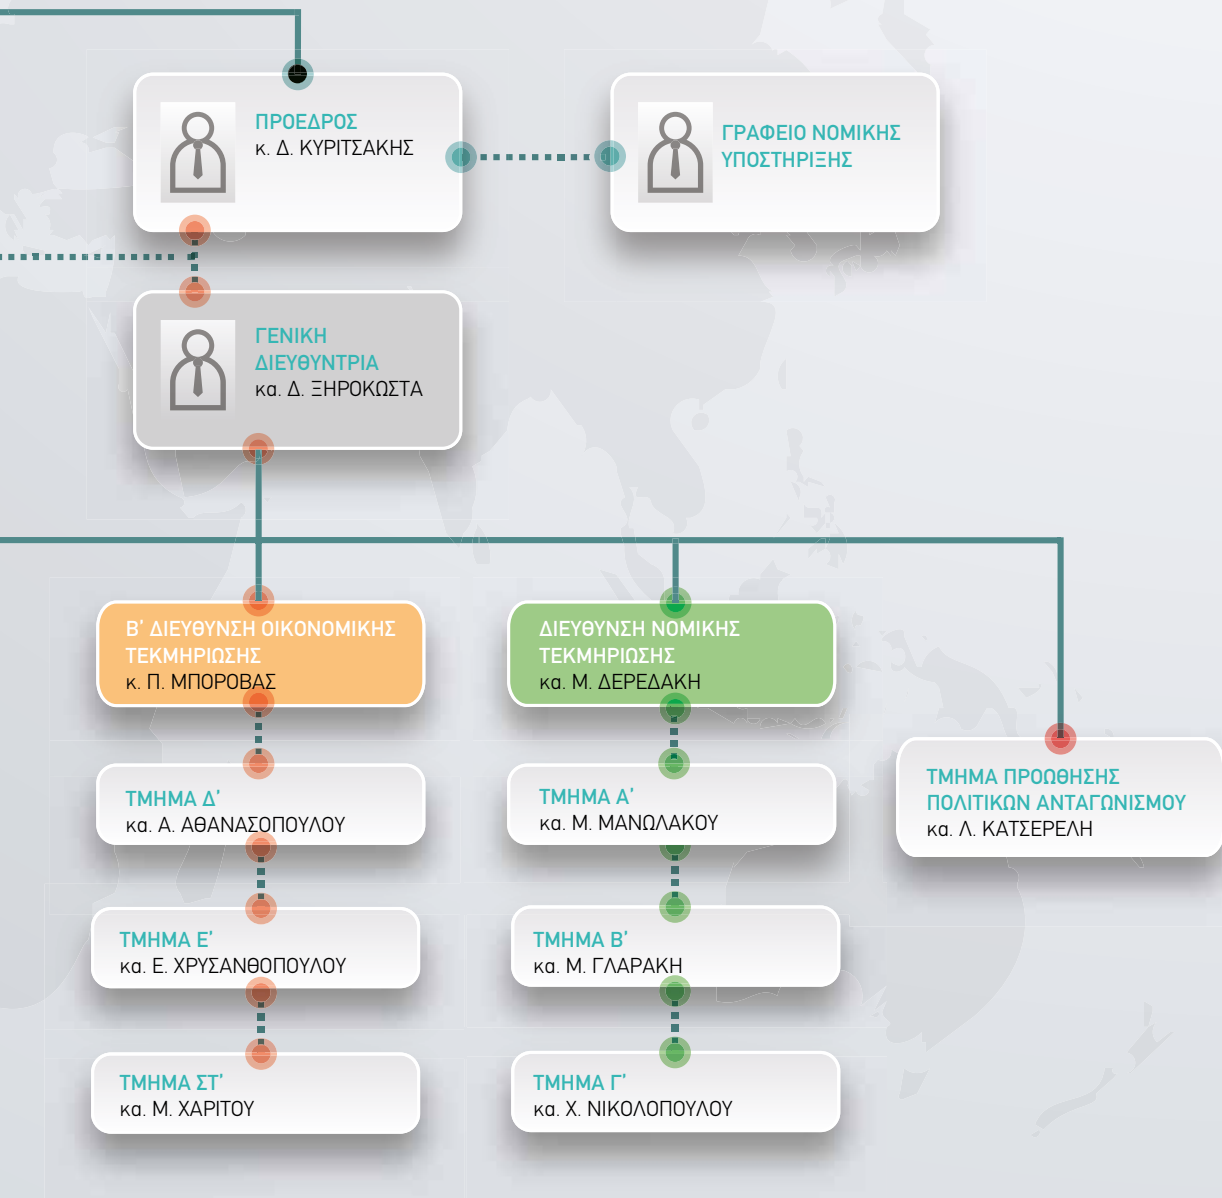 ΠΡΟΕΔΡΟΣ
κ. Δ. ΚΥΡΙΤΣΑΚΗΣ
ΓΡΑΦΕΙΟ ΝΟΜΙΚΗΣ
ΥΠΟΣΤΗΡΙΞΗΣ
ΓΕΝΙΚΗ
ΔΙΕΥΘΥΝΤΡΙΑ
κα. Δ. ΞΗΡΟΚΩΣΤΑ
Β' ΔΙΕΥΘΥΝΣΗ ΟΙΚΟΝΟΜΙΚΗΣ
ΤΕΚΜΗΡΙΩΣΗΣ
κ. Π. ΜΠΟΡΟΒΑΣ
ΔΙΕΥΘΥΝΣΗ ΝΟΜΙΚΗΣ
ΤΕΚΜΗΡΙΩΣΗΣ
κα. Μ. ΔΕΡΕΔΑΚΗ
ΤΜΗΜΑ ΠΡΟΩΘΗΣΗΣ
ΠΟΛΙΤΙΚΩΝ ΑΝΤΑΓΩΝΙΣΜΟΥ
κα. Λ. ΚΑΤΣΕΡΕΛΗ
ΤΜΗΜΑ Δ'
κα. Α. ΑΘΑΝΑΣΟΠΟΥΛΟΥ
ΤΜΗΜΑ Α'
κα. Μ. ΜΑΝΩΛΑΚΟΥ
ΤΜΗΜΑ Ε'
κα. Ε. ΧΡΥΣΑΝΘΟΠΟΥΛΟΥ
ΤΜΗΜΑ Β'
κα. Μ. ΓΛΑΡΑΚΗ
ΤΜΗΜΑ ΣΤ'
κα. Μ. ΧΑΡΙΤΟΥ
ΤΜΗΜΑ Γ'
κα. Χ. ΝΙΚΟΛΟΠΟΥΛΟΥ